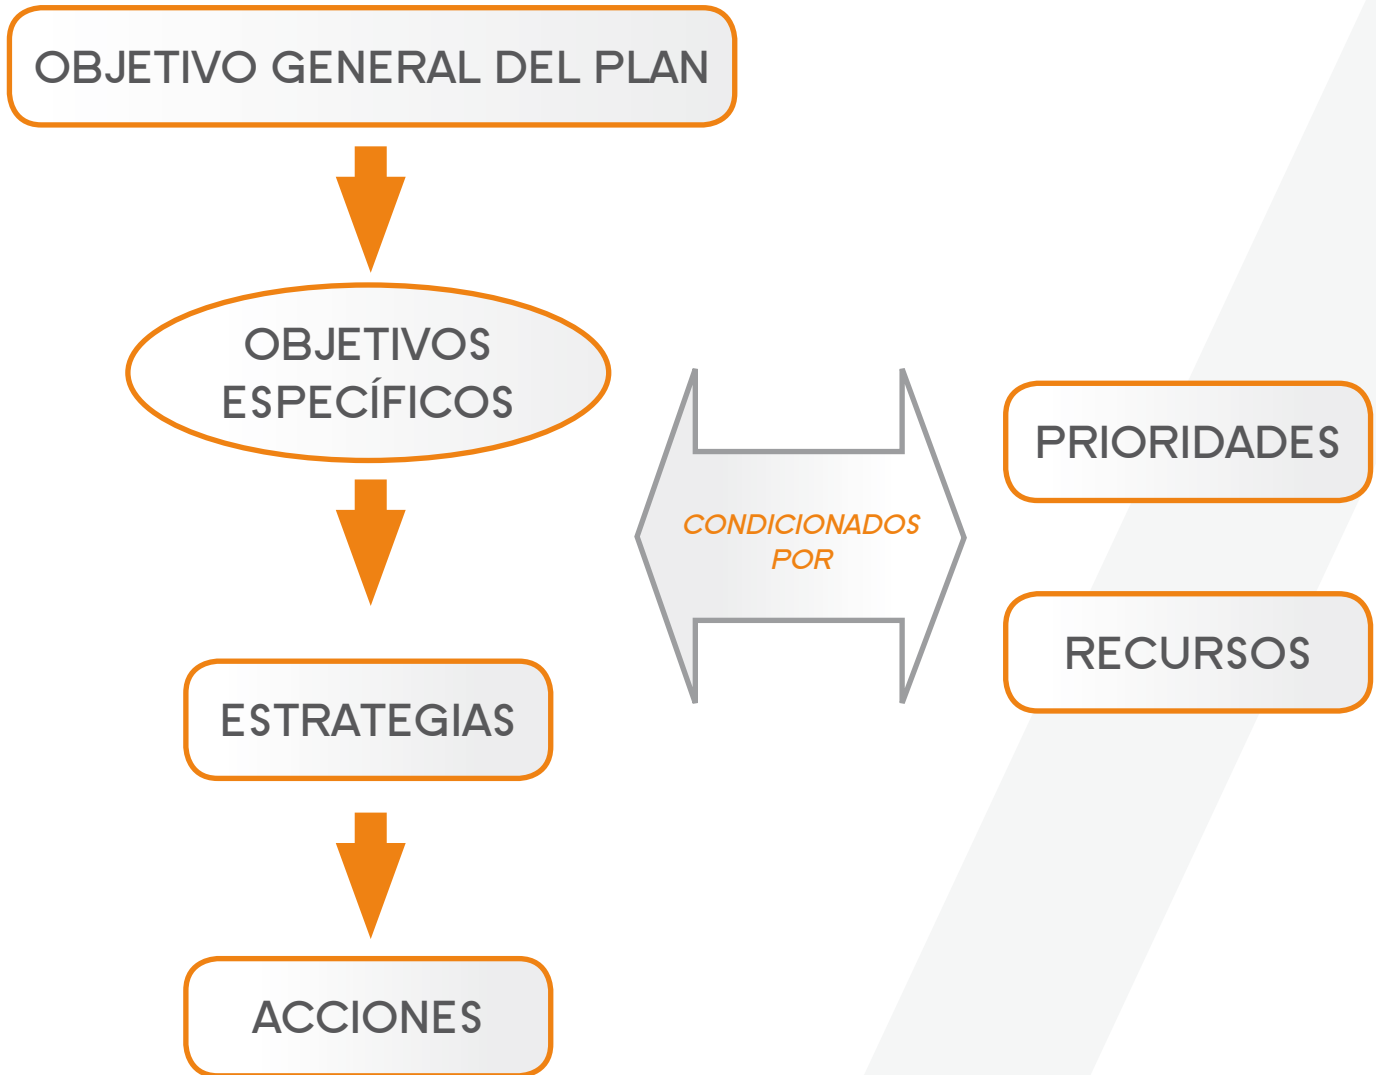 OBJETIVO GENERAL DEL PLAN
OBJETIVOS
ESPECÍFICOS
CONDICIONADOS
POR
PRIORIDADES
RECURSOS
ESTRATEGIAS
ACCIONES